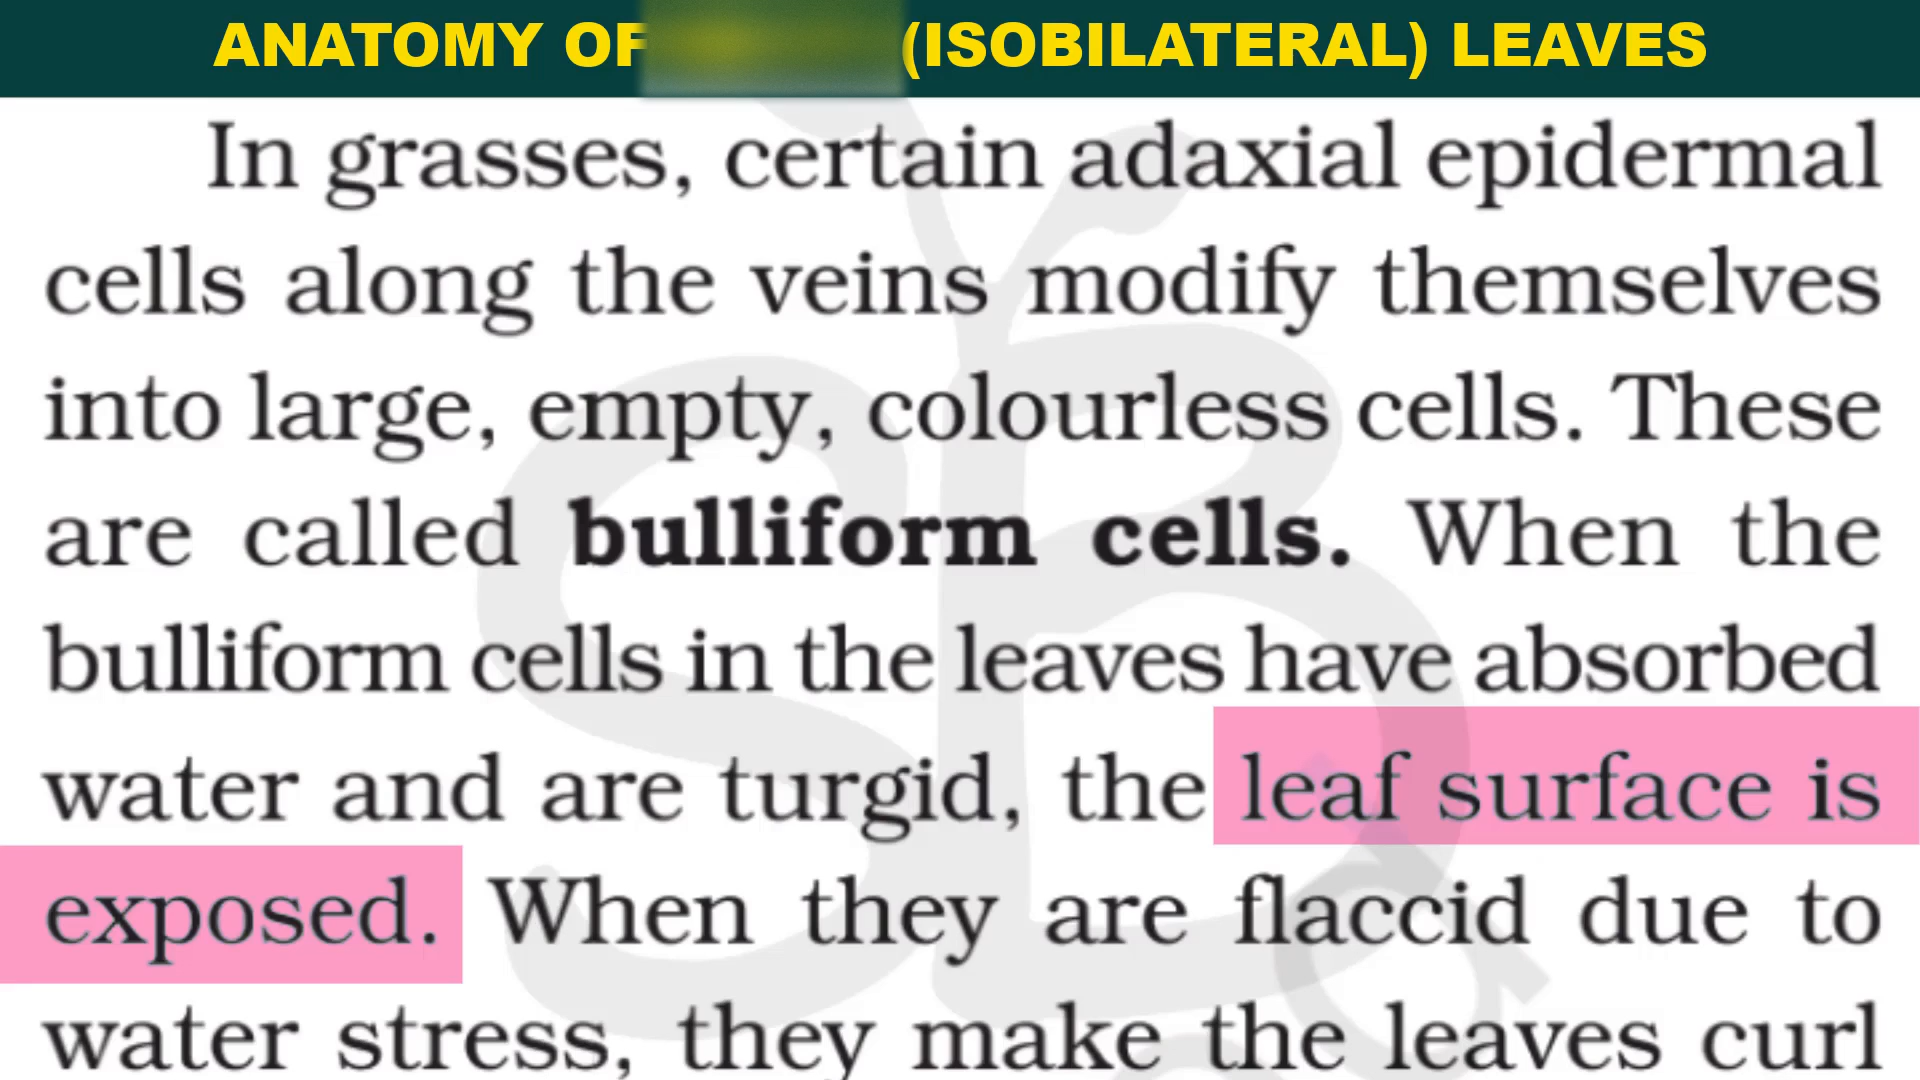 ANATOMY OF (ISOBILATERAL) LEAVES
In grasses, certain adaxial epidermal
cells along the veins modify themselves
into large, empty, colourless cells. These
are called bulliform cells. When the
bulliform cells in the leaves have absorbed
water and are turgid, the leaf surface is
exposed. When they are flaccid due to
water stress, they make the leaves curl